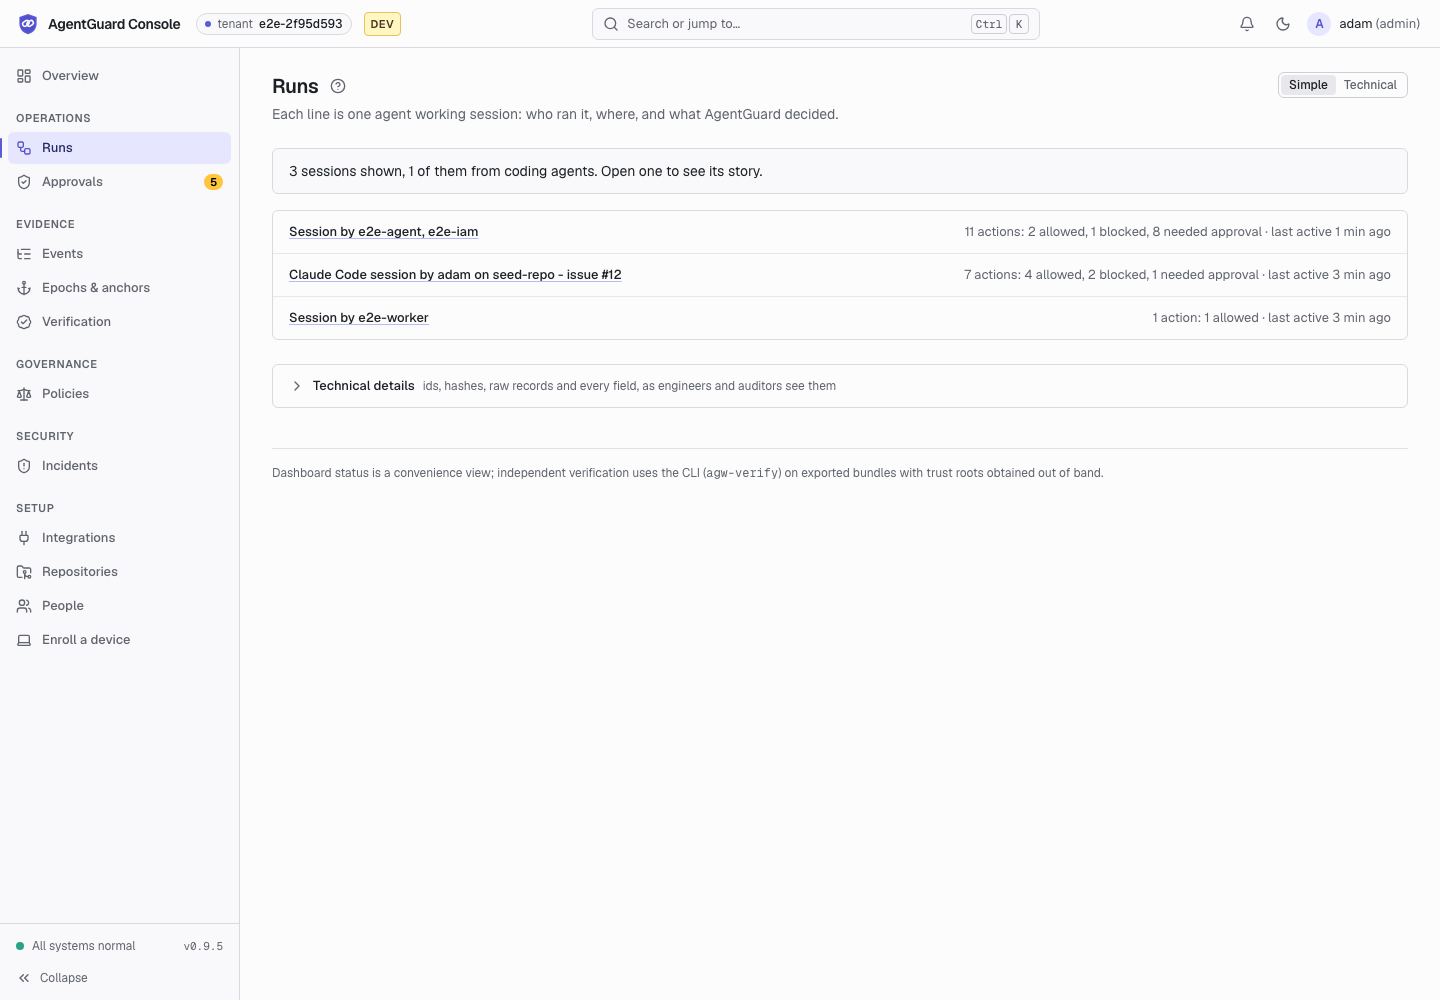 AgentGuard Console
tenant e2e-2f95d593
DEV
Search or jump to...
Ctrl K
A
adam (admin)
Overview
OPERATIONS
Runs
Approvals 5
EVIDENCE
Events
Epochs & anchors
Verification
GOVERNANCE
Policies
SECURITY
Incidents
SETUP
Integrations
Repositories
People
Enroll a device
All systems normal v0.9.5
Collapse
Runs
Simple Technical
Each line is one agent working session: who ran it, where, and what AgentGuard decided.
3 sessions shown, 1 of them from coding agents. Open one to see its story.
Session by e2e-agent, e2e-iam 11 actions: 2 allowed, 1 blocked, 8 needed approval · last active 1 min ago
Claude Code session by adam on seed-repo - issue #12 7 actions: 4 allowed, 2 blocked, 1 needed approval · last active 3 min ago
Session by e2e-worker 1 action: 1 allowed · last active 3 min ago
Technical details ids, hashes, raw records and every field, as engineers and auditors see them
Dashboard status is a convenience view; independent verification uses the CLI (agw-verify) on exported bundles with trust roots obtained out of band.